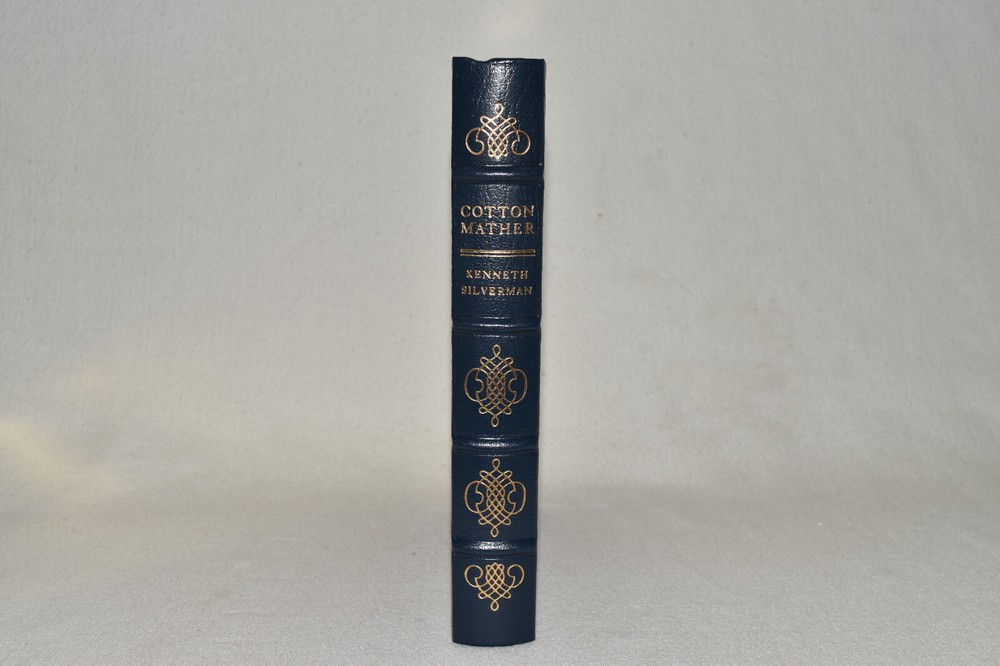 COTTON
MATHER
KENNETH
SILVERMAN